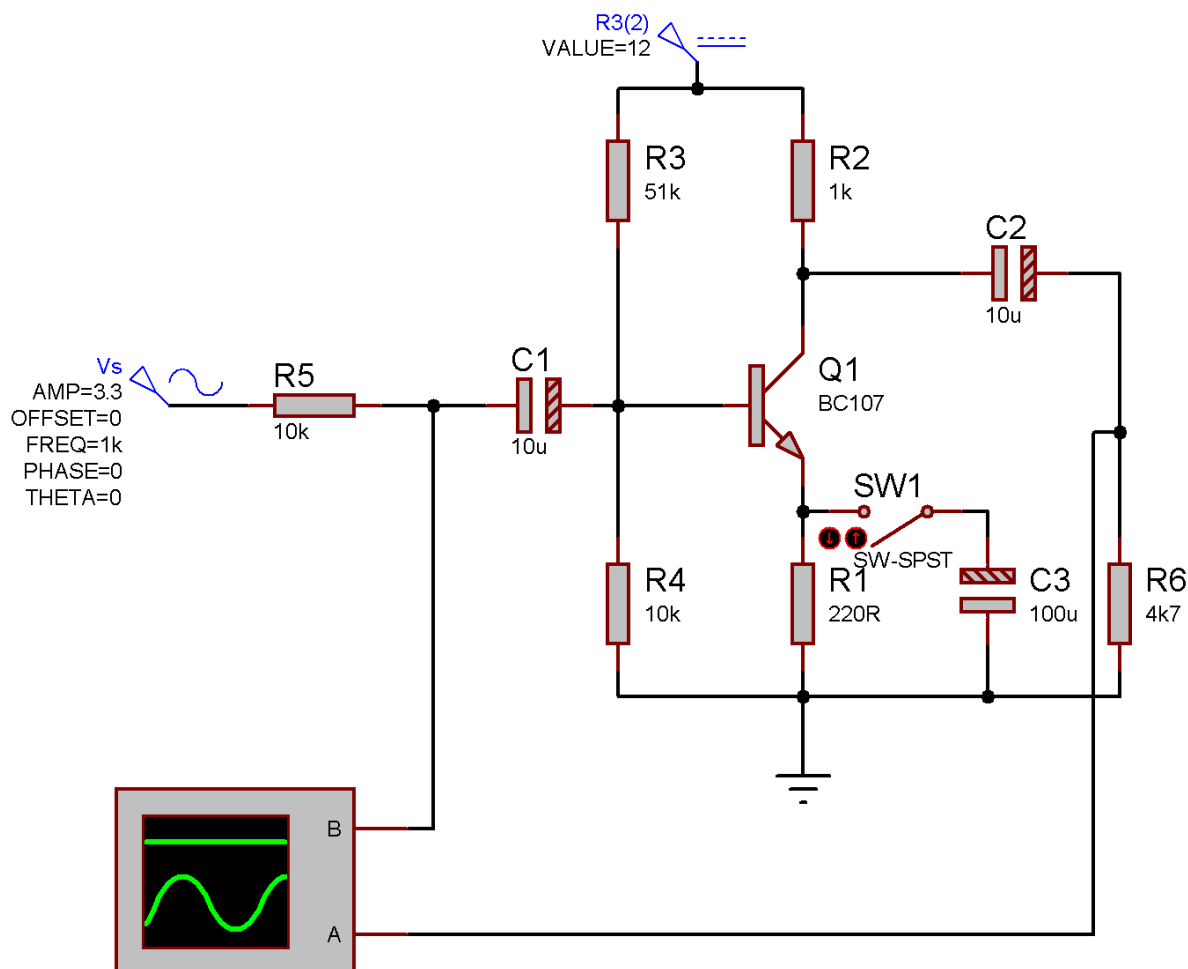 R3(2)
VALUE=12
R3
51k
R2
1k
C2
10u
Vs
AMP=3.3
OFFSET=0
FREQ=1k
PHASE=0
THETA=0
R5
10k
C1
10u
Q1
BC107
SW1
SW-SPST
R4
10k
R1
220R
C3
100u
R6
4k7
B
A